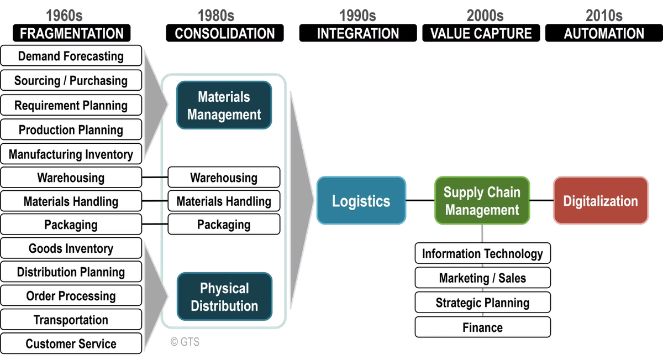 1960s
FRAGMENTATION
Demand Forecasting
Sourcing / Purchasing
Requirement Planning
Production Planning
Manufacturing Inventory
Warehousing
Materials Handling
Packaging
Goods Inventory
Distribution Planning
Order Processing
Transportation
Customer Service
1980s
CONSOLIDATION
Materials
Management
Warehousing
Materials Handling
Packaging
Physical
Distribution
© GTS
1990s
INTEGRATION
Logistics
2000s
VALUE CAPTURE
Supply Chain
Management
Information Technology
Marketing / Sales
Strategic Planning
Finance
2010s
AUTOMATION
Digitalization